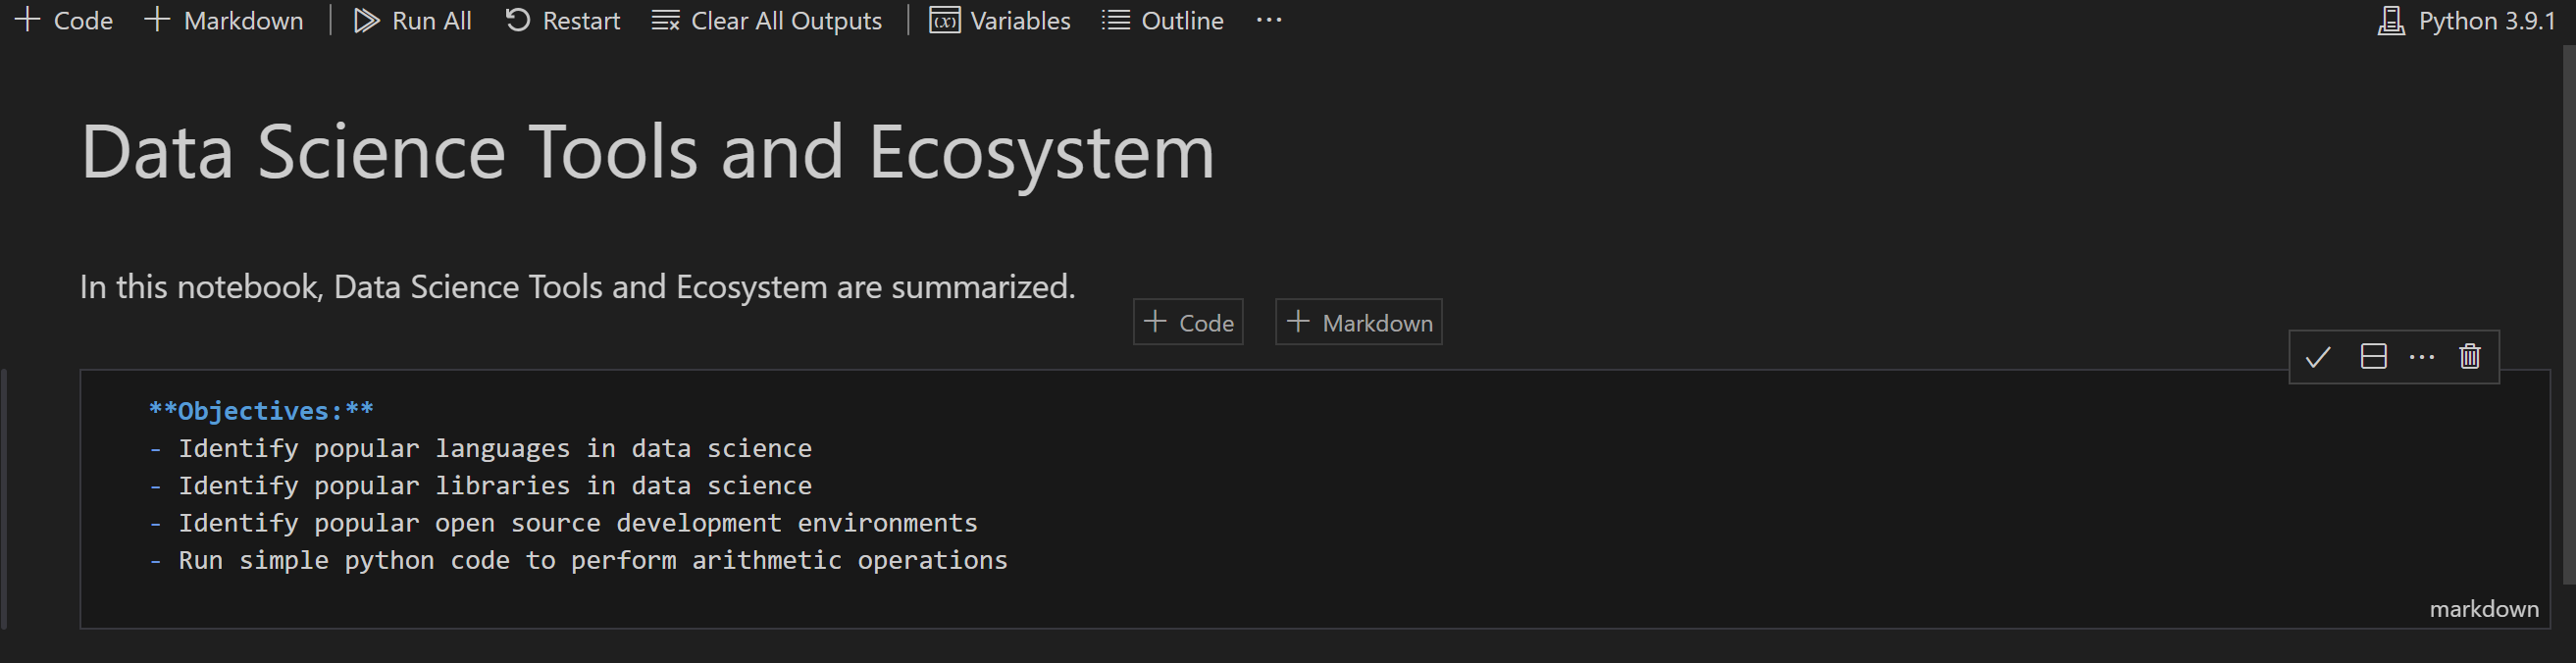 Code Markdown Run All Restart Clear All Outputs (x) Variables Outline ... Python 3.9.1
Data Science Tools and Ecosystem
In this notebook, Data Science Tools and Ecosystem are summarized.
+ Code + Markdown
**Objectives:**
- Identify popular languages in data science
- Identify popular libraries in data science
- Identify popular open source development environments
- Run simple python code to perform arithmetic operations
markdown